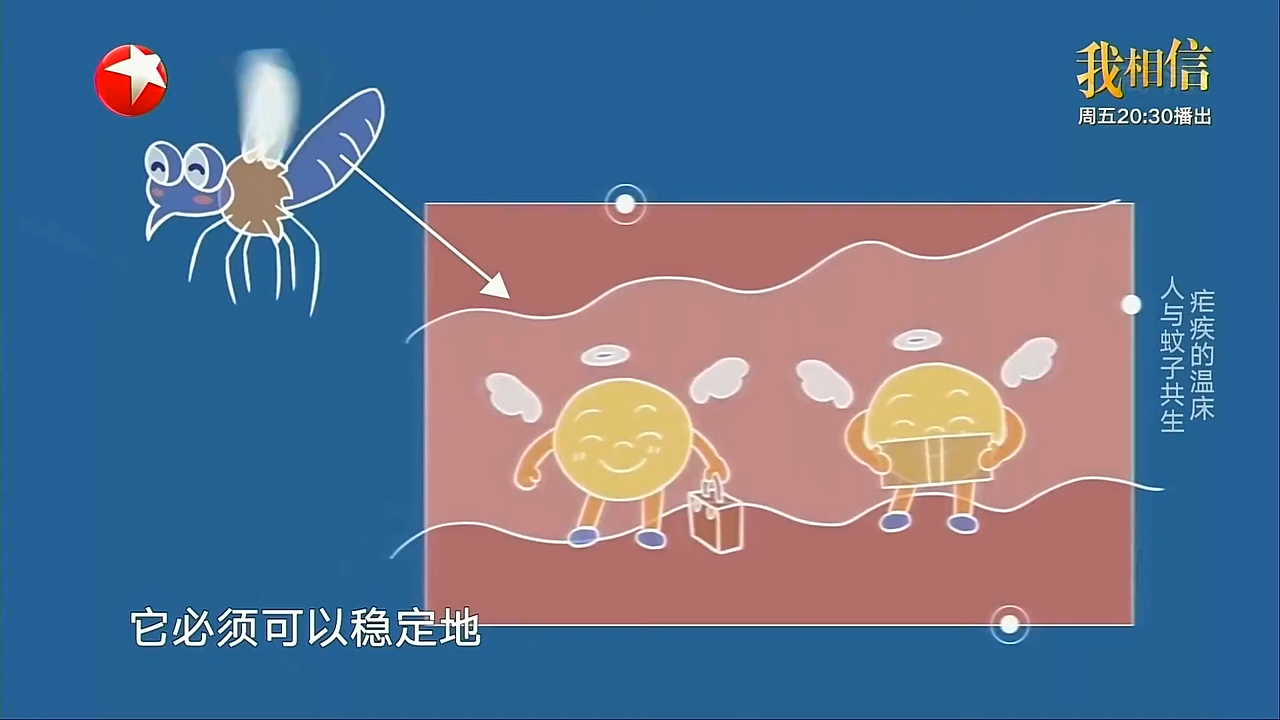 我相信
周五20:30播出
疟疾的温床
人与蚊子共生
它必须可以稳定地